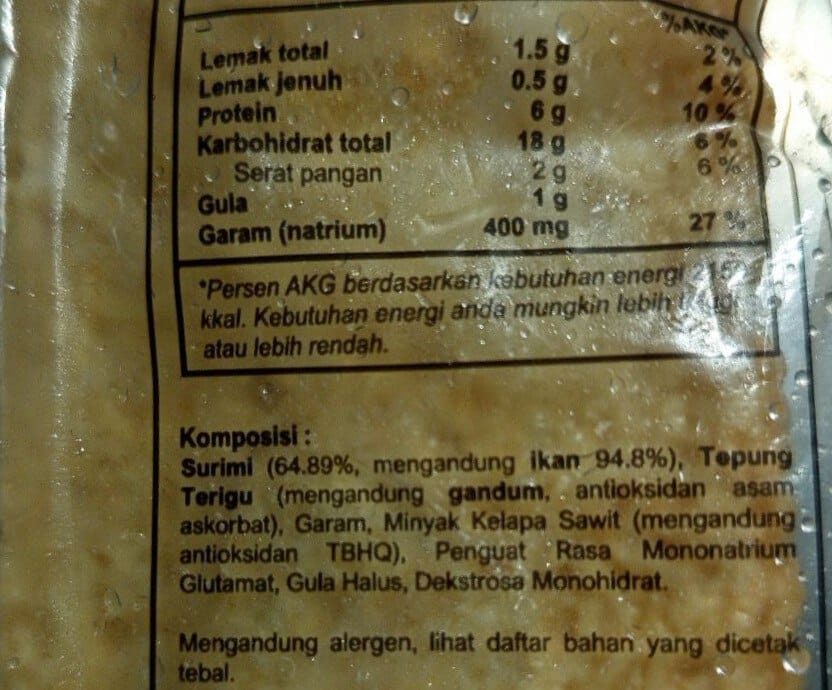 %AKG*
Lemak total 1.5 g 2 %
Lemak jenuh 0.5 g 4 %
Protein 6 g 10 %
Karbohidrat total 18 g 6 %
Serat pangan 2 g 6 %
Gula 1 g
Garam (natrium) 400 mg 27 %
*Persen AKG berdasarkan kebutuhan energi
kkal. Kebutuhan energi anda mungkin lebih
atau lebih rendah.
Komposisi :
Surimi (64.89%, mengandung ikan 94.8%), Tepung
Terigu (mengandung gandum, antioksidan asam
askorbat), Garam, Minyak Kelapa Sawit (mengandung
antioksidan TBHQ), Penguat Rasa Mononatrium
Glutamat, Gula Halus, Dekstrosa Monohidrat.
Mengandung alergen, lihat daftar bahan yang dicetak
tebal.